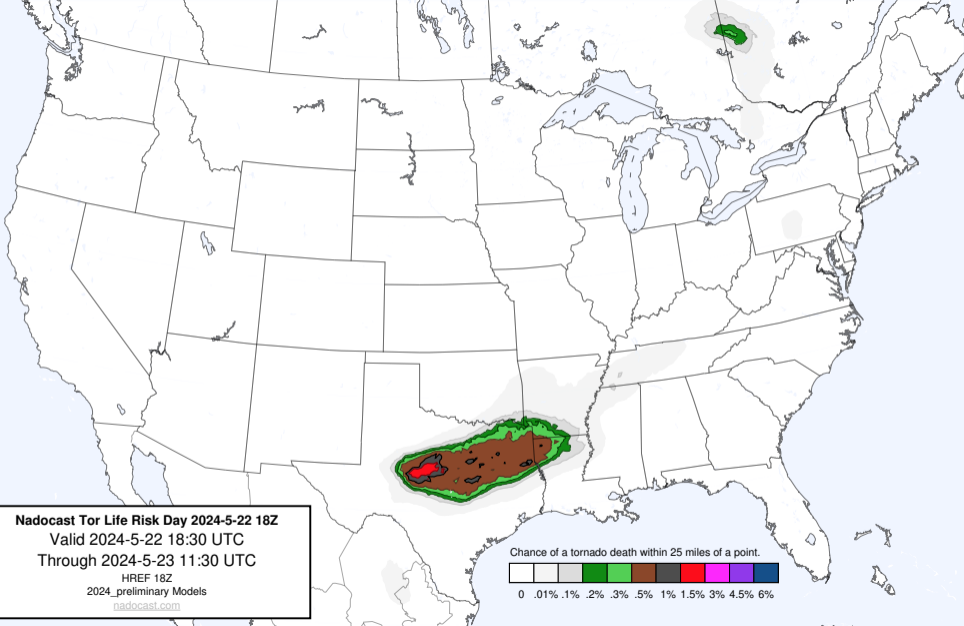 Nadocast Tor Life Risk Day 2024-5-22 18Z
Valid 2024-5-22 18:30 UTC
Through 2024-5-23 11:30 UTC
HREF 18Z
2024_preliminary Models
nadocast.com
Chance of a tornado death within 25 miles of a point.
0 .01% .1% .2% .3% .5% 1% 1.5% 3% 4.5% 6%